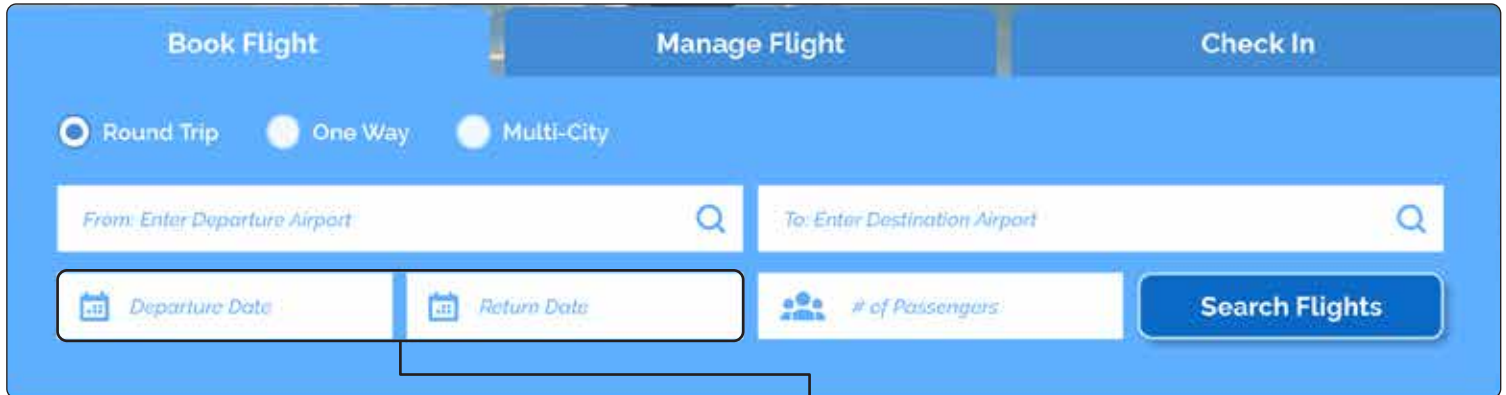 Book Flight Manage Flight Check In
Round Trip One Way Multi-City
From: Enter Departure Airport To: Enter Destination Airport
Departure Date Return Date # of Passengers Search Flights